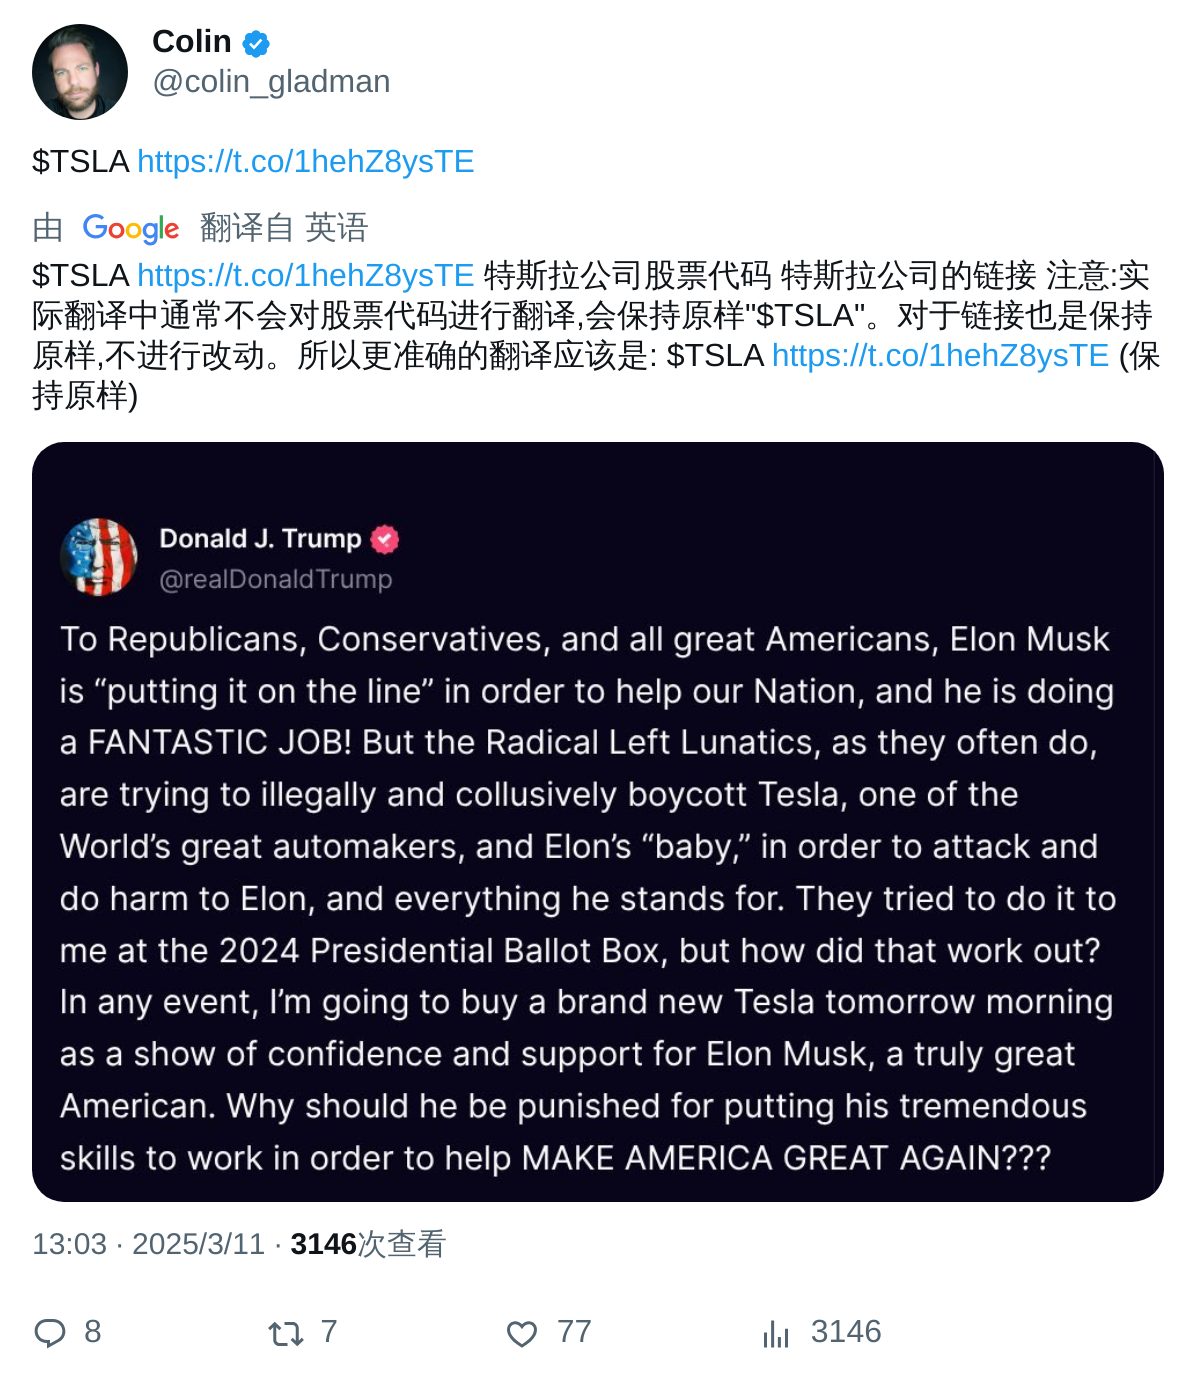 Colin
@colin_gladman
$TSLA https://t.co/1hehZ8ysTE
由 Google 翻译自 英语
$TSLA https://t.co/1hehZ8ysTE 特斯拉公司股票代码 特斯拉公司的链接 注意:实
际翻译中通常不会对股票代码进行翻译,会保持原样"$TSLA"。对于链接也是保持
原样,不进行改动。所以更准确的翻译应该是: $TSLA https://t.co/1hehZ8ysTE (保
持原样)
Donald J. Trump
@realDonaldTrump
To Republicans, Conservatives, and all great Americans, Elon Musk
is “putting it on the line” in order to help our Nation, and he is doing
a FANTASTIC JOB! But the Radical Left Lunatics, as they often do,
are trying to illegally and collusively boycott Tesla, one of the
World’s great automakers, and Elon’s “baby,” in order to attack and
do harm to Elon, and everything he stands for. They tried to do it to
me at the 2024 Presidential Ballot Box, but how did that work out?
In any event, I’m going to buy a brand new Tesla tomorrow morning
as a show of confidence and support for Elon Musk, a truly great
American. Why should he be punished for putting his tremendous
skills to work in order to help MAKE AMERICA GREAT AGAIN???
13:03 · 2025/3/11 · 3146次查看
8 7 77 3146